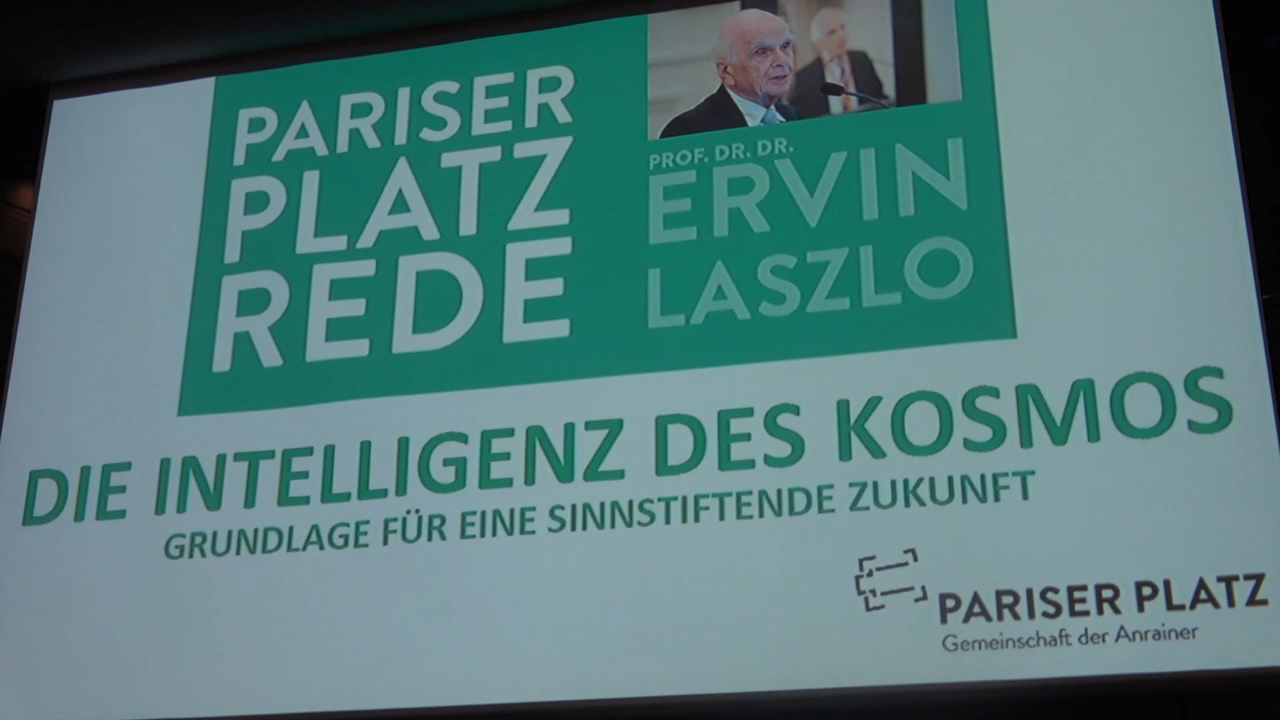 PARISER
PLATZ
REDE
PROF. DR. DR.
ERVIN
LASZLO
DIE INTELLIGENZ DES KOSMOS
GRUNDLAGE FÜR EINE SINNSTIFTENDE ZUKUNFT
PARISER PLATZ
Gemeinschaft der Anrainer